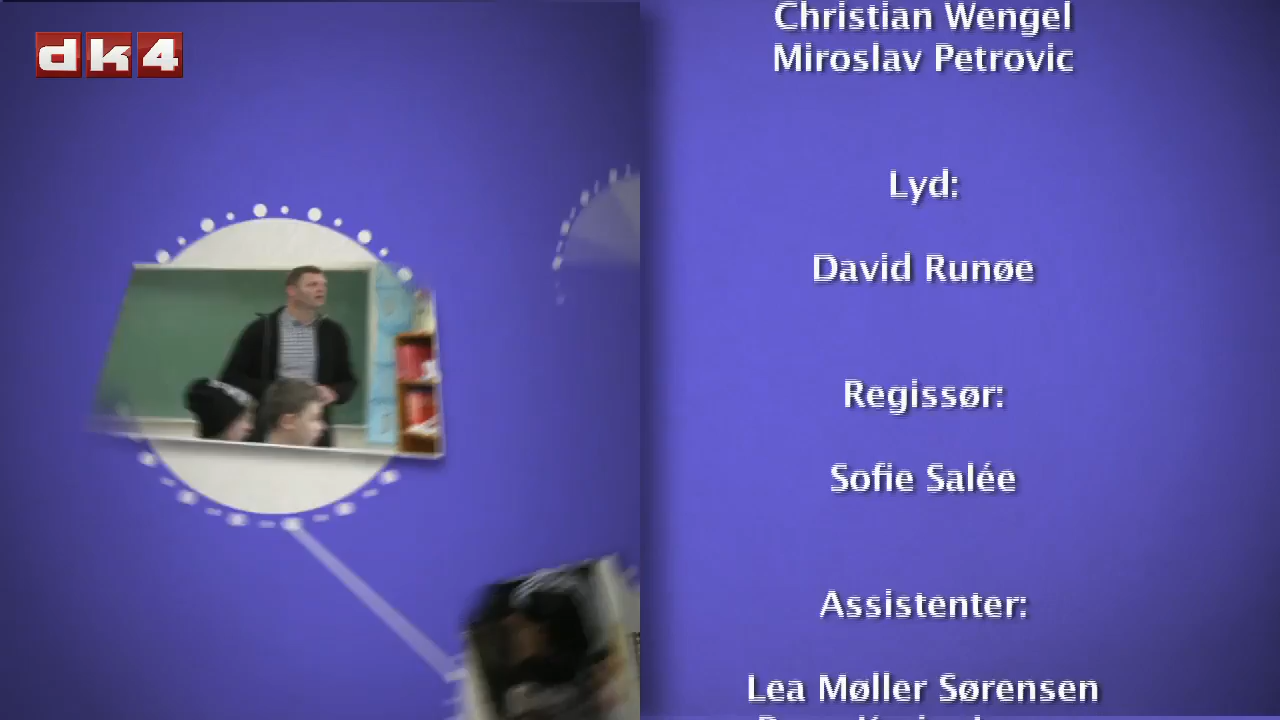 dk4
Christian Wengel
Miroslav Petrovic
Lyd:
David Runøe
Regissør:
Sofie Salée
Assistenter:
Lea Møller Sørensen